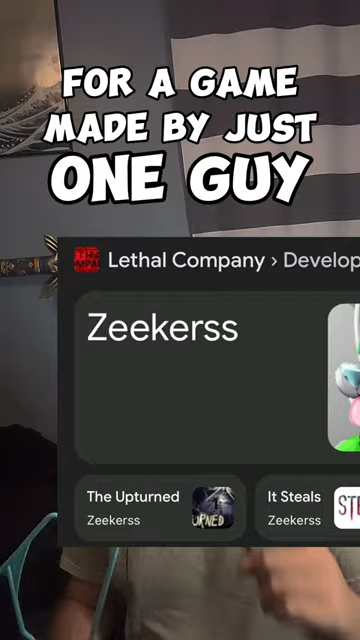 FOR A GAME
MADE BY JUST
ONE GUY
Lethal Company › Develop
Zeekerss
The Upturned
Zeekerss
It Steals
Zeekerss